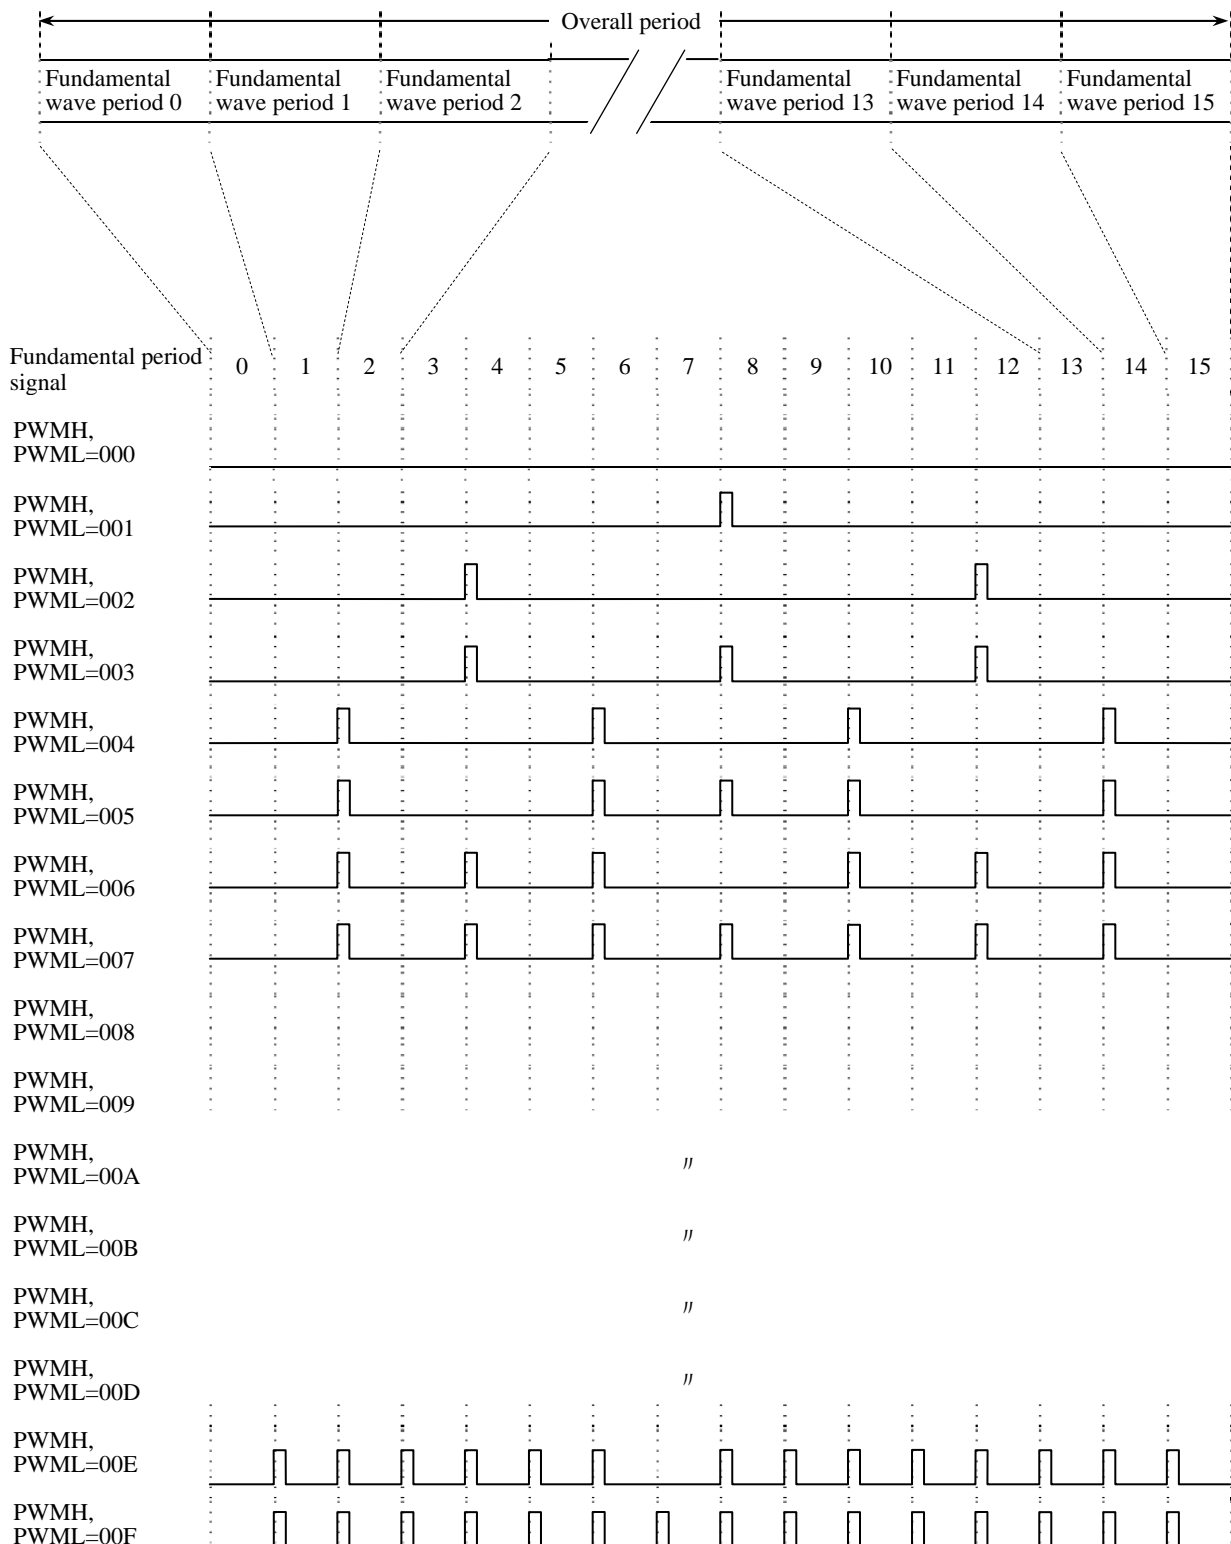 Overall period
Fundamental wave period 0
Fundamental wave period 1
Fundamental wave period 2
Fundamental wave period 13
Fundamental wave period 14
Fundamental wave period 15
Fundamental period signal
0 1 2 3 4 5 6 7 8 9 10 11 12 13 14 15
PWMH,
PWML=000
PWMH,
PWML=001
PWMH,
PWML=002
PWMH,
PWML=003
PWMH,
PWML=004
PWMH,
PWML=005
PWMH,
PWML=006
PWMH,
PWML=007
PWMH,
PWML=008
PWMH,
PWML=009
PWMH,
PWML=00A
〃
PWMH,
PWML=00B
〃
PWMH,
PWML=00C
〃
PWMH,
PWML=00D
〃
PWMH,
PWML=00E
PWMH,
PWML=00F